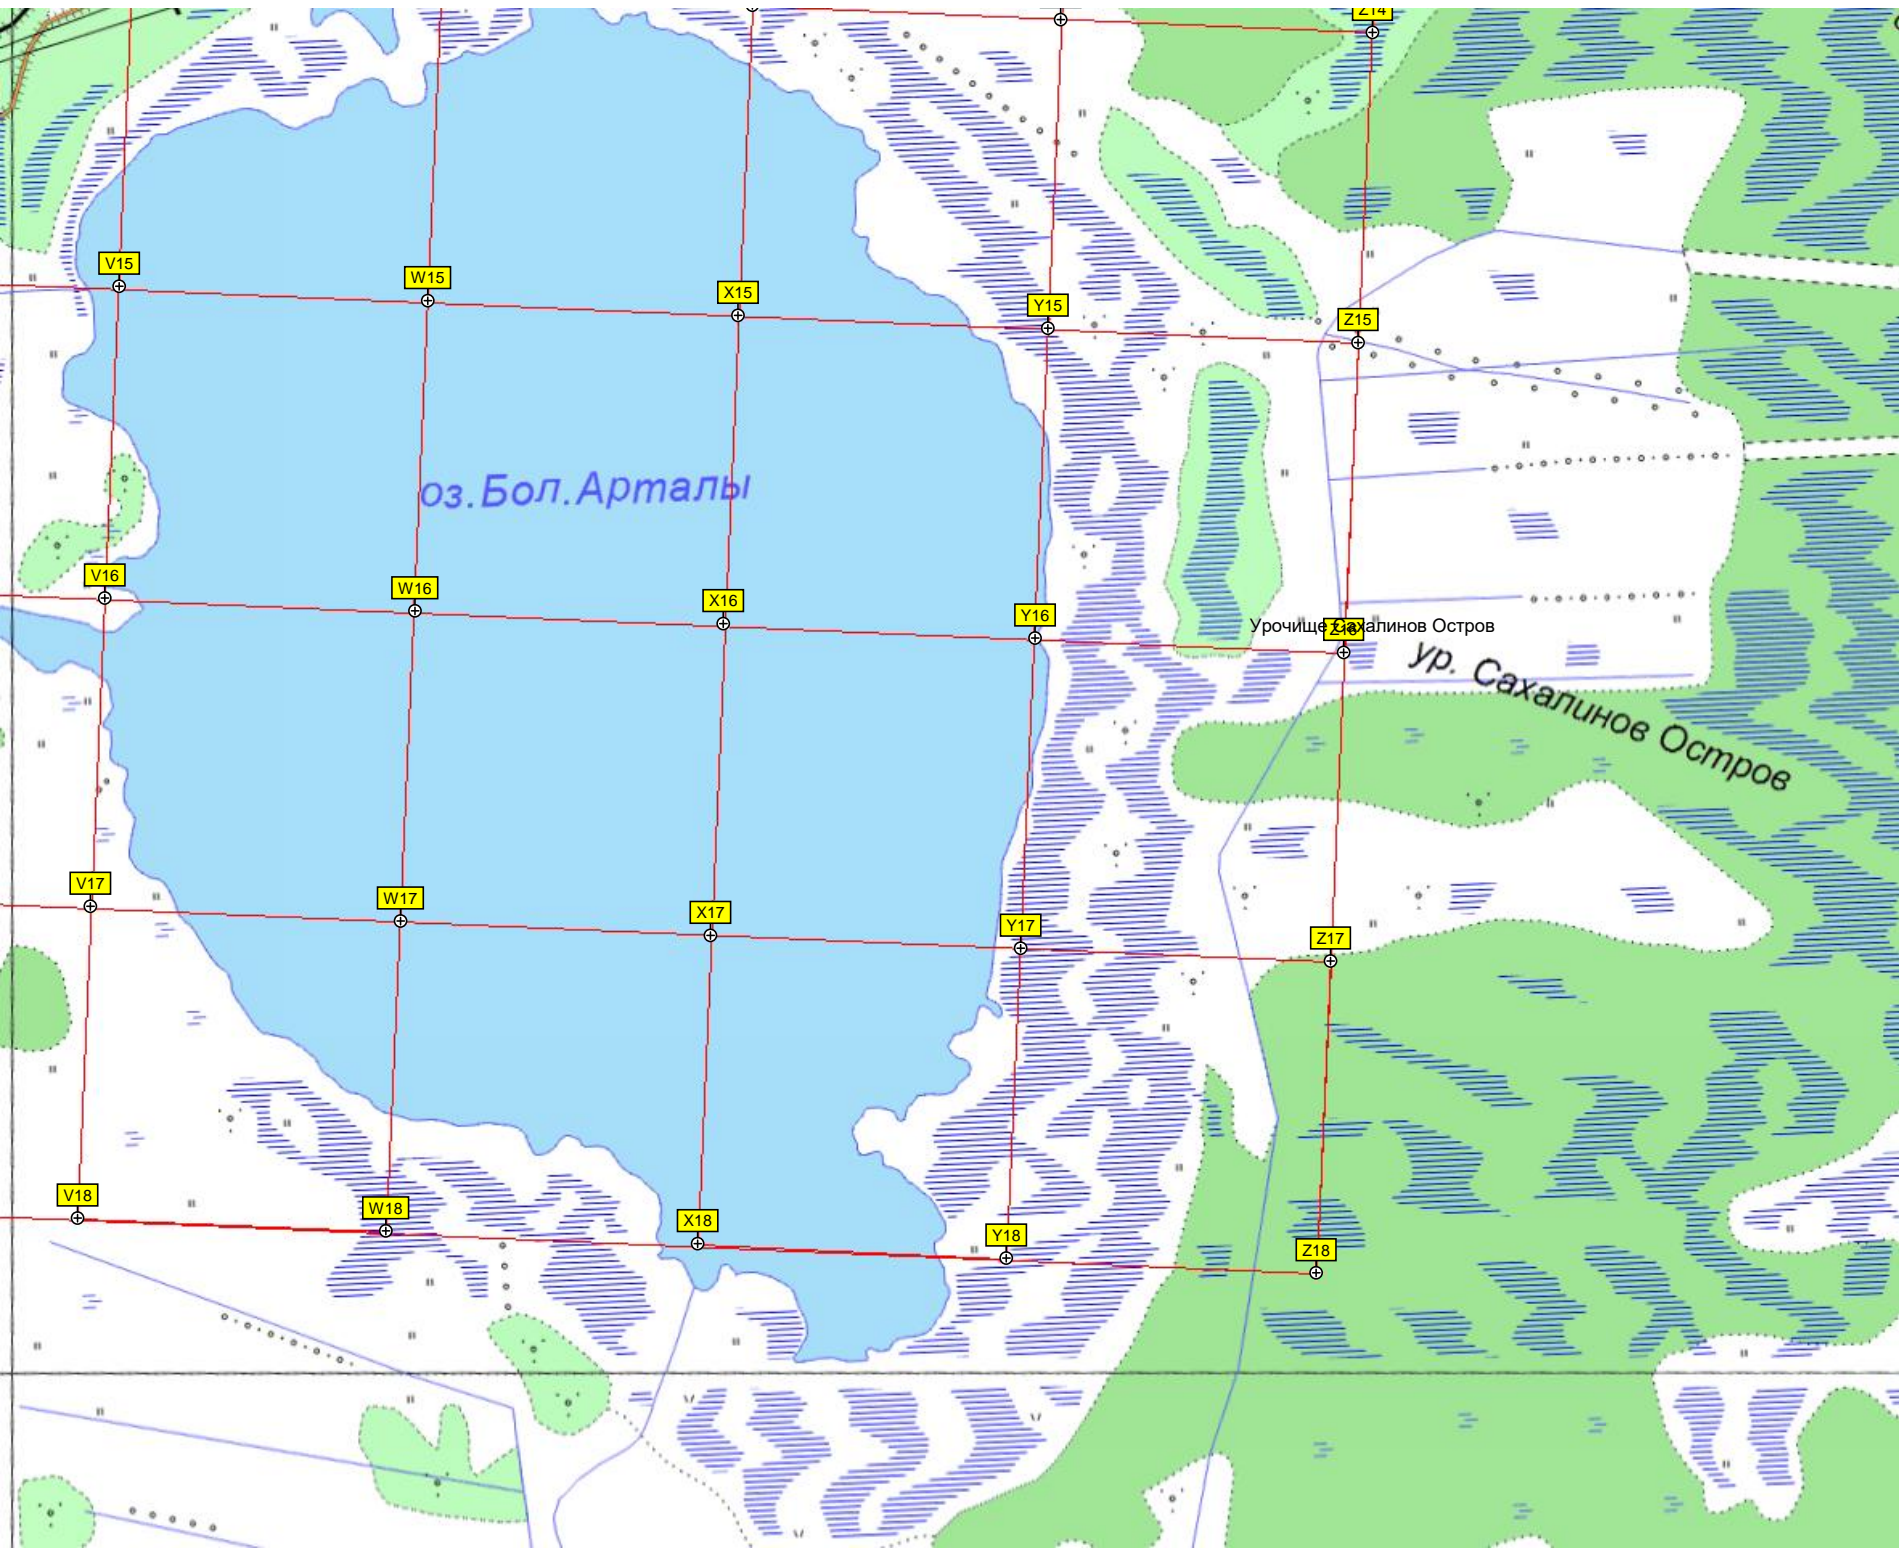 Z14
V15
W15
X15
Y15
Z15
оз.Бол.Арталы
V16
W16
X16
Y16
Z16
Урочище Сахалинов Остров
ур. Сахалинов Остров
V17
W17
X17
Y17
Z17
V18
W18
X18
Y18
Z18